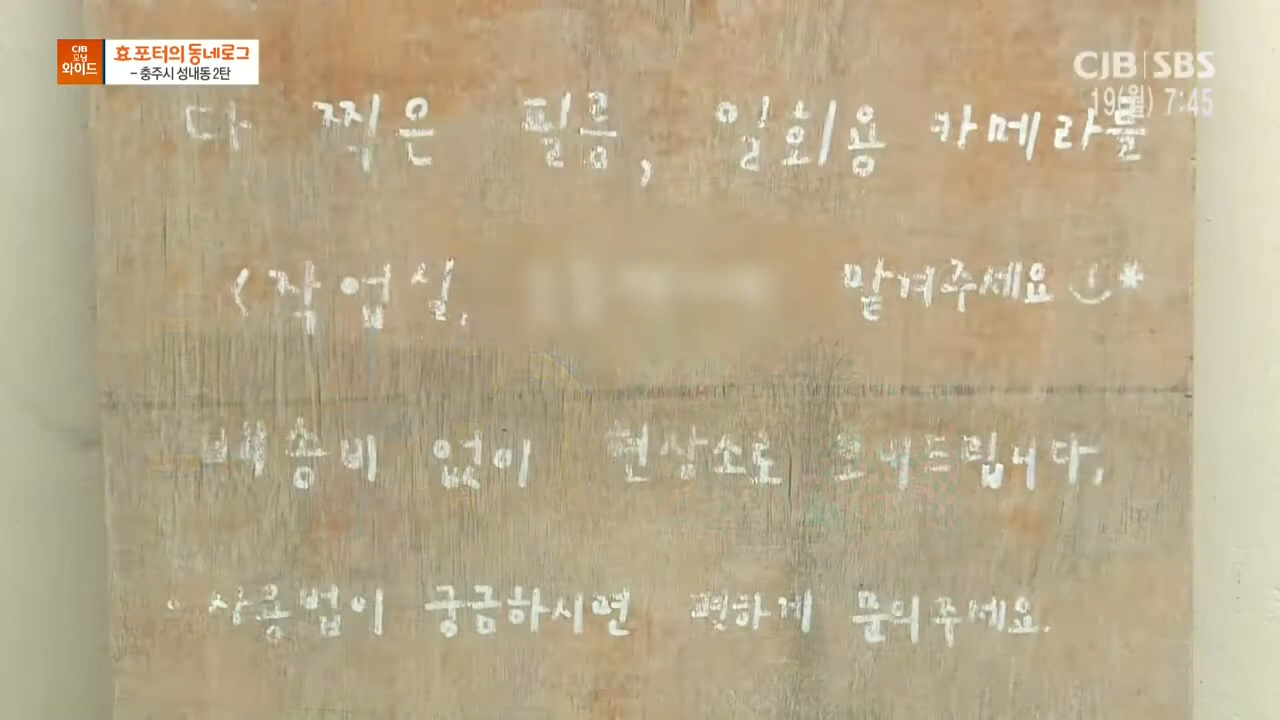 CJB 모닝 와이드
효포터의 동네로그
- 충주시 성내동 2탄
CJB SBS
19(월) 7:45
다 찍은 필름, 일회용 카메라를
(작업실, 맡겨주세요
배송비 없이 현상소로 보내드립니다.
사용법이 궁금하시면 편하게 문의주세요.